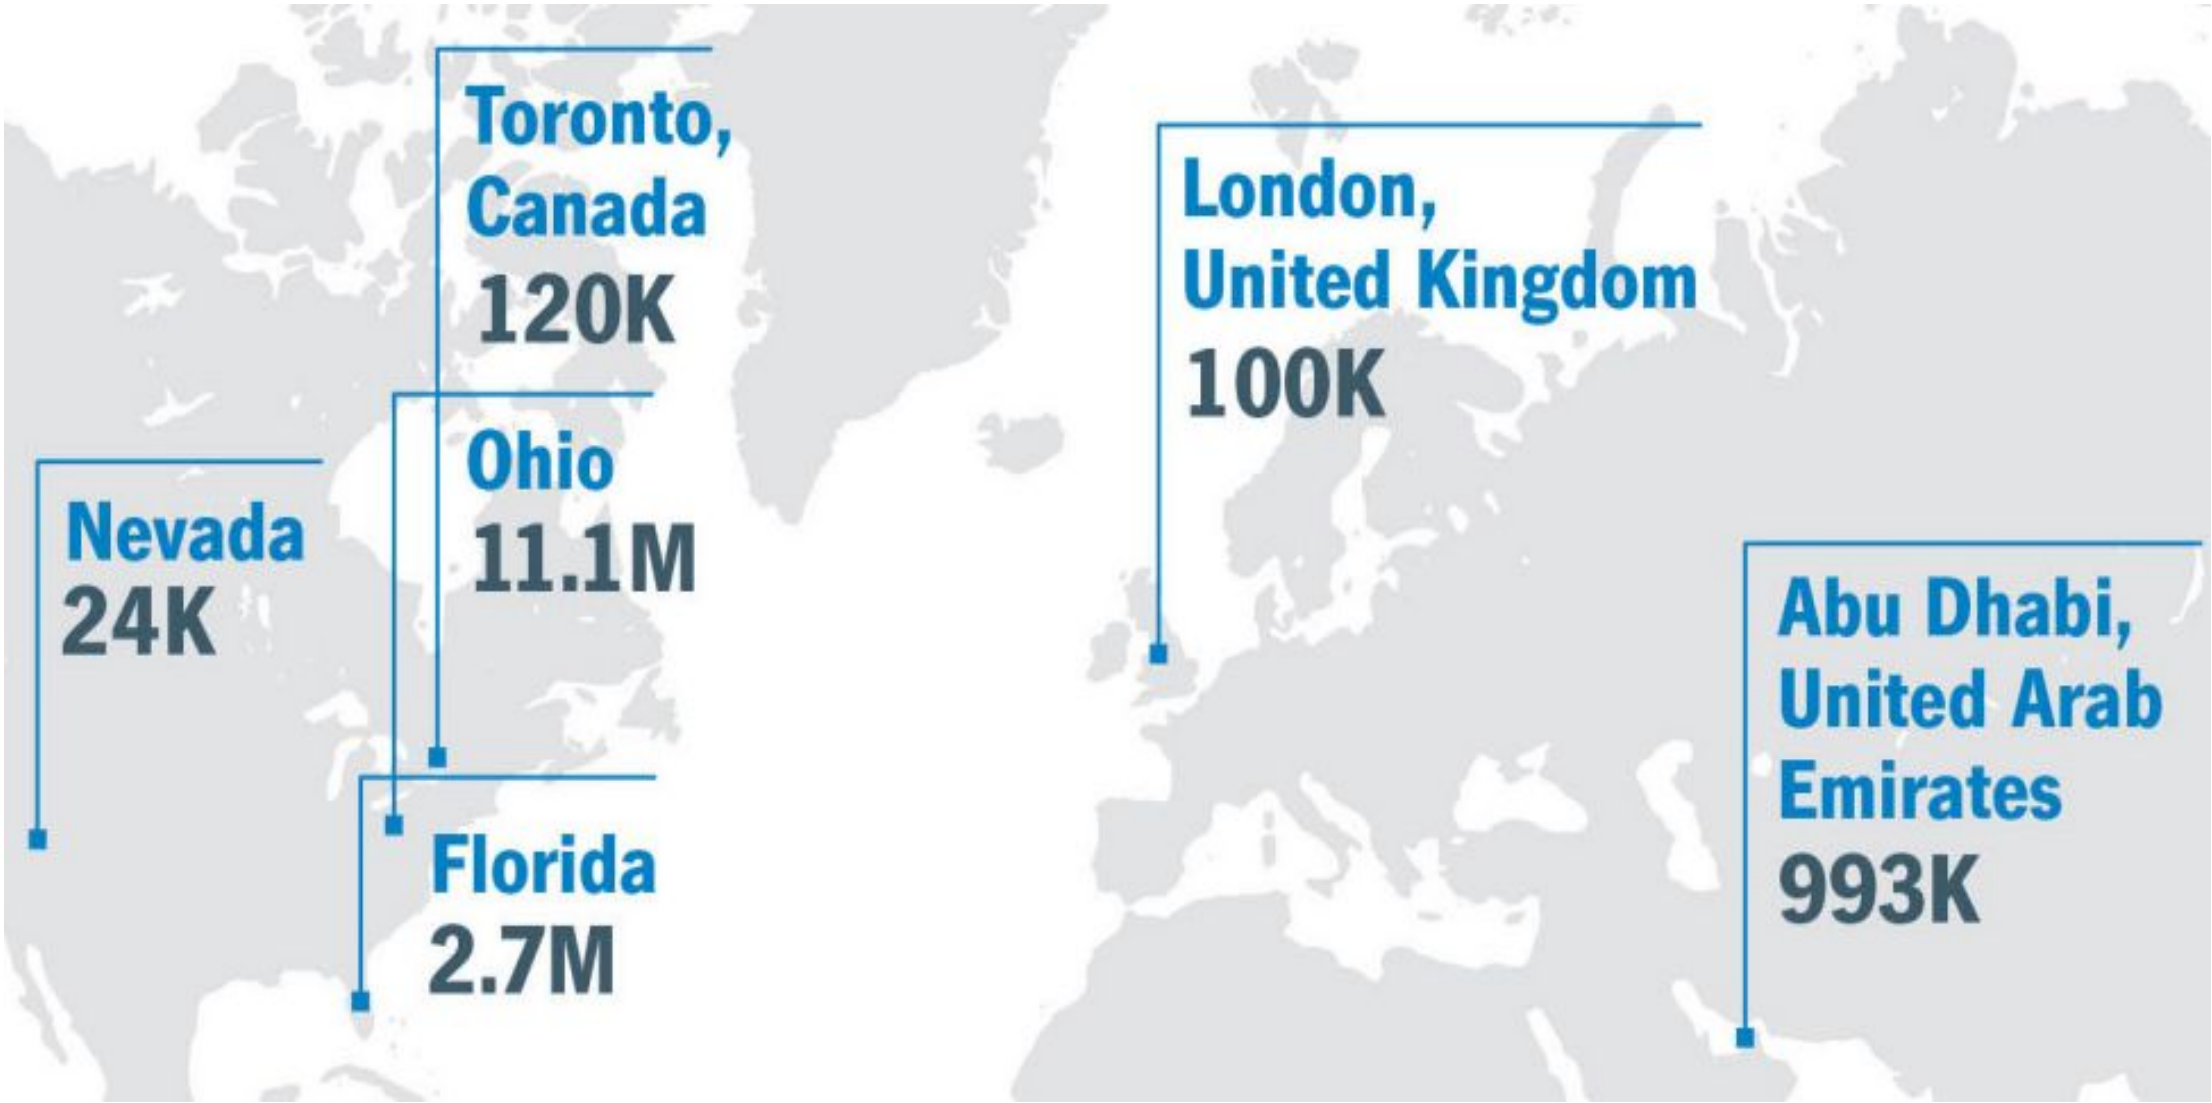 Toronto,
Canada
120K
London,
United Kingdom
100K
Ohio
11.1M
Nevada
24K
Abu Dhabi,
United Arab
Emirates
993K
Florida
2.7M